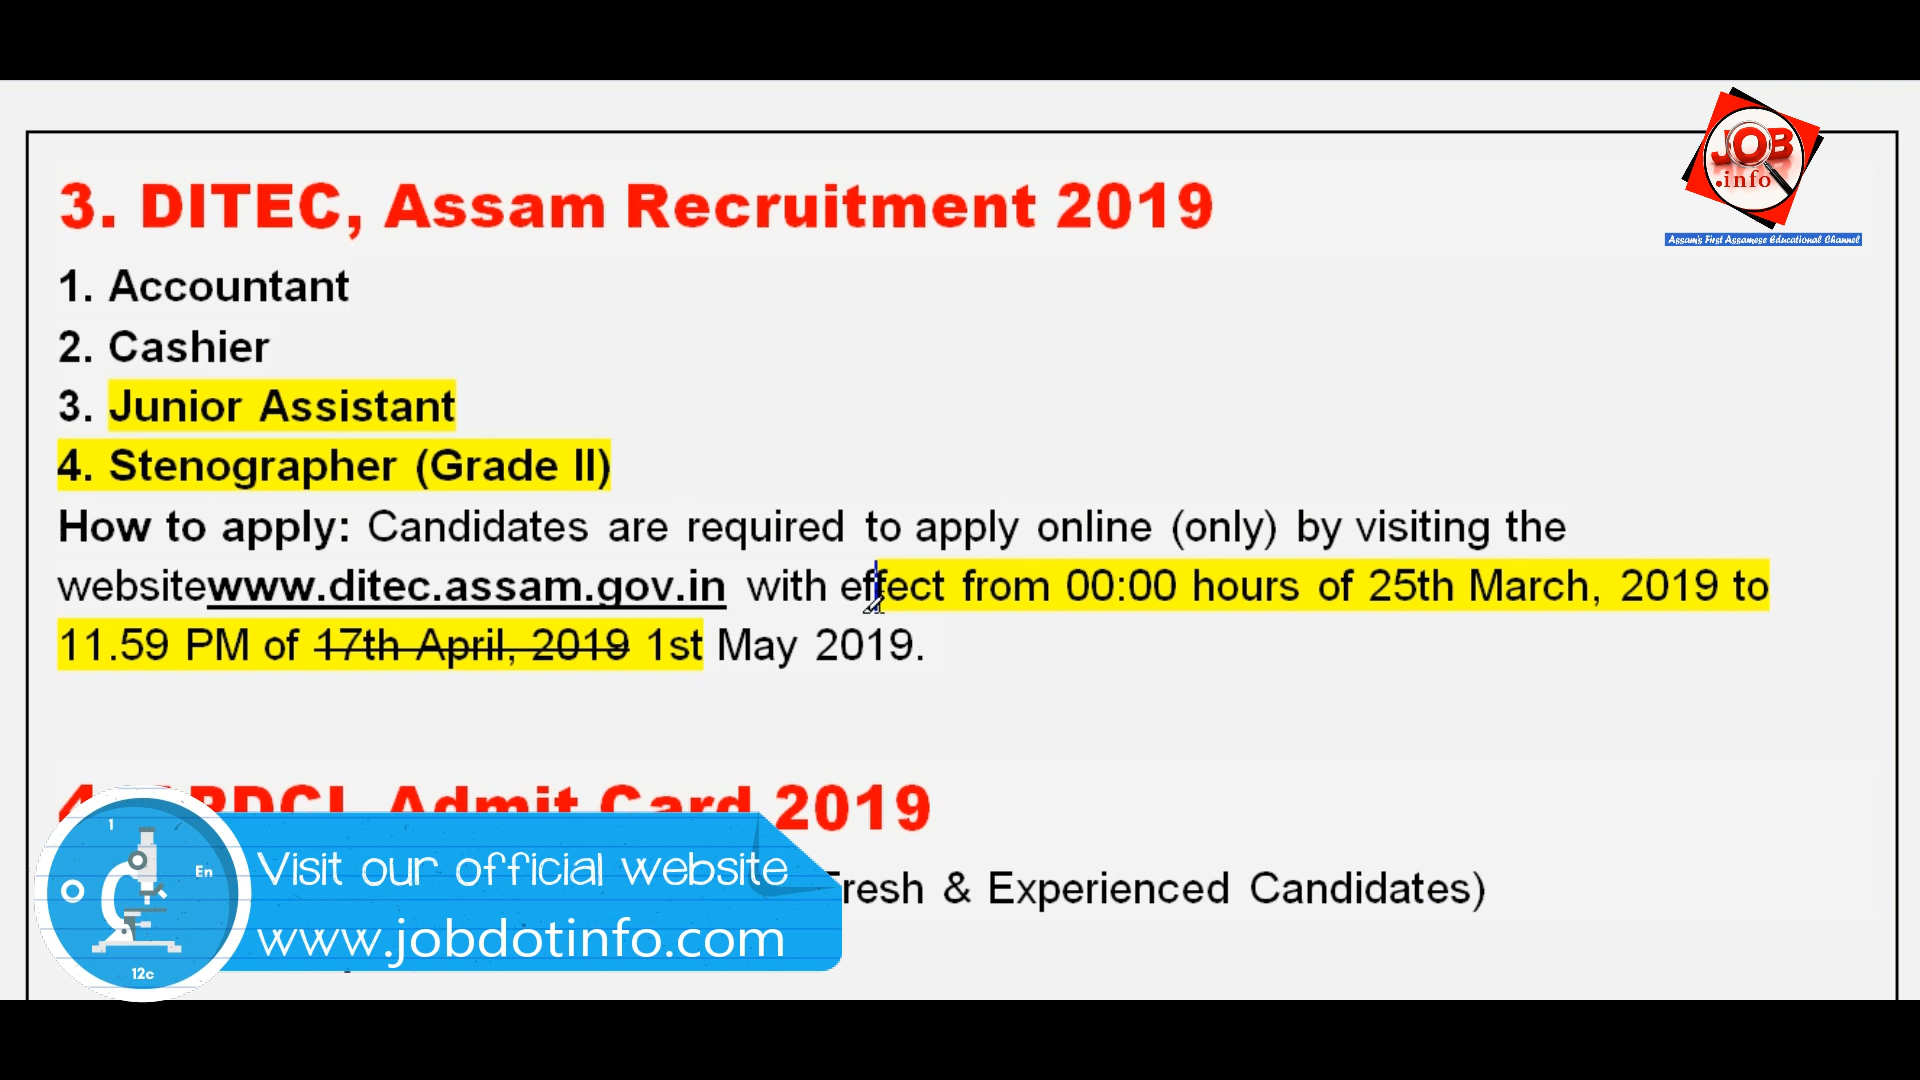 JOB
.info
Assam's First Assamese Educational Channel
3. DITEC, Assam Recruitment 2019
1. Accountant
2. Cashier
3. Junior Assistant
4. Stenographer (Grade II)
How to apply: Candidates are required to apply online (only) by visiting the
websitewww.ditec.assam.gov.in with effect from 00:00 hours of 25th March, 2019 to
11.59 PM of 17th April, 2019 1st May 2019.
4. Admit Card 2019
Fresh & Experienced Candidates)
1
En
12c
Visit our official website
www.jobdotinfo.com